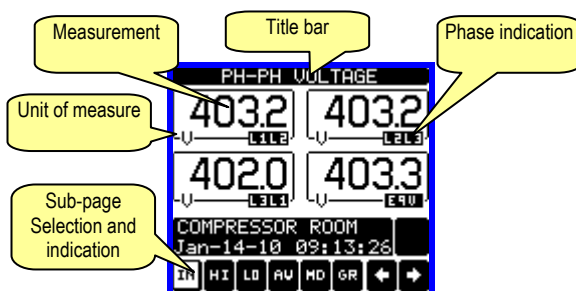 Measurement
Title bar
Phase indication
PH-PH VOLTAGE
403.2 403.2
Unit of measure
V L1L2 V L2L3
402.0 403.3
V L3L1 V EQV
Sub-page
Selection and
indication
COMPRESSOR ROOM
Jan-14-10 09:13:26
IN HI LO AV MD GR